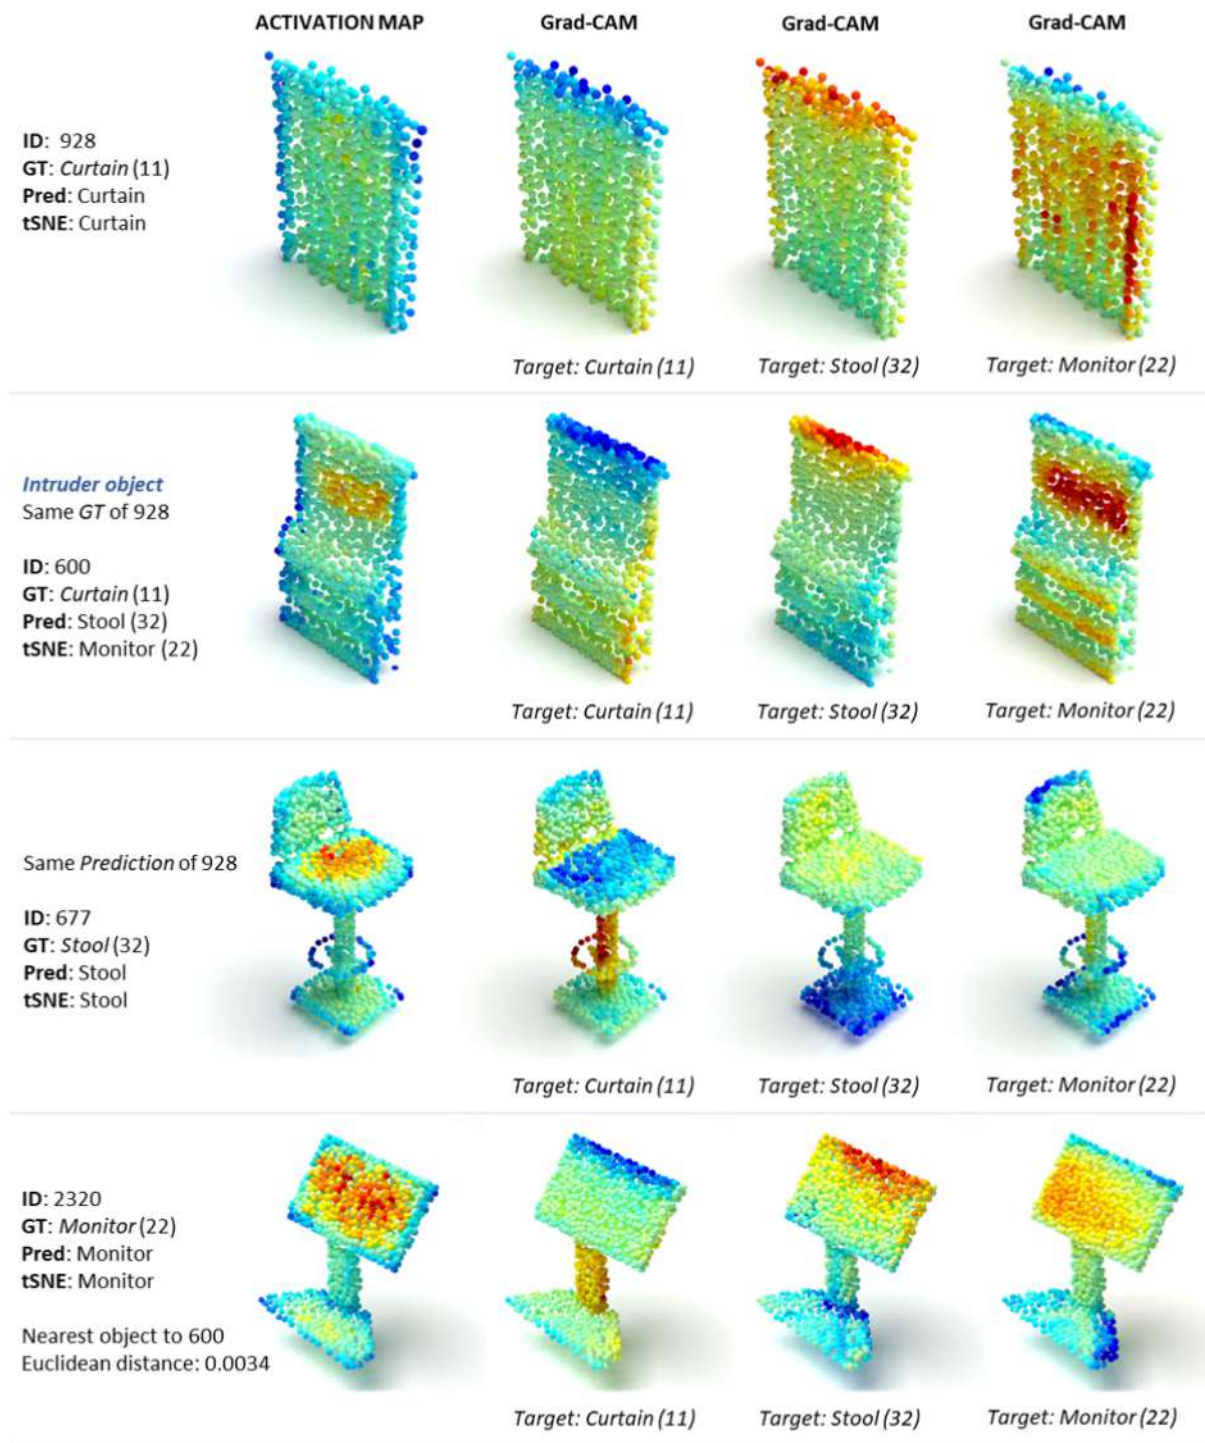 ACTIVATION MAP Grad-CAM Grad-CAM Grad-CAM
ID: 928
GT: Curtain (11)
Pred: Curtain
tSNE: Curtain
Target: Curtain (11) Target: Stool (32) Target: Monitor (22)
Intruder object
Same GT of 928
ID: 600
GT: Curtain (11)
Pred: Stool (32)
tSNE: Monitor (22)
Target: Curtain (11) Target: Stool (32) Target: Monitor (22)
Same Prediction of 928
ID: 677
GT: Stool (32)
Pred: Stool
tSNE: Stool
Target: Curtain (11) Target: Stool (32) Target: Monitor (22)
ID: 2320
GT: Monitor (22)
Pred: Monitor
tSNE: Monitor
Nearest object to 600
Euclidean distance: 0.0034
Target: Curtain (11) Target: Stool (32) Target: Monitor (22)